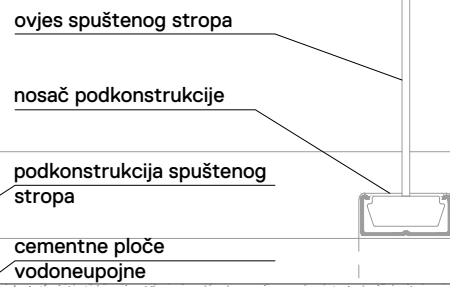 ovjes spuštenog stropa
nosač podkonstrukcije
podkonstrukcija spuštenog
stropa
cementne ploče
vodoneupojne